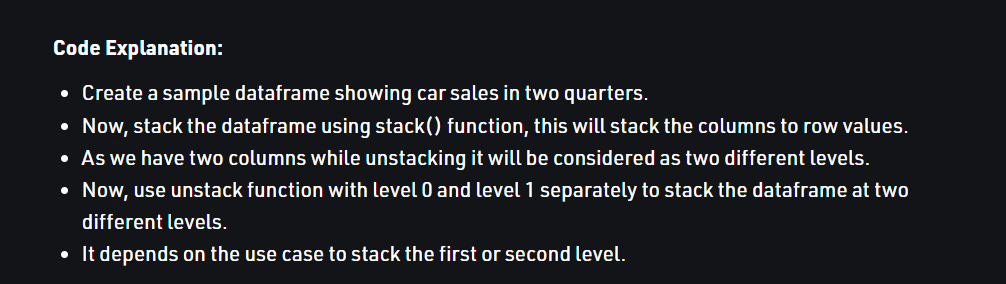 Code Explanation:
• Create a sample dataframe showing car sales in two quarters.
• Now, stack the dataframe using stack() function, this will stack the columns to row values.
• As we have two columns while unstacking it will be considered as two different levels.
• Now, use unstack function with level 0 and level 1 separately to stack the dataframe at two
different levels.
• It depends on the use case to stack the first or second level.